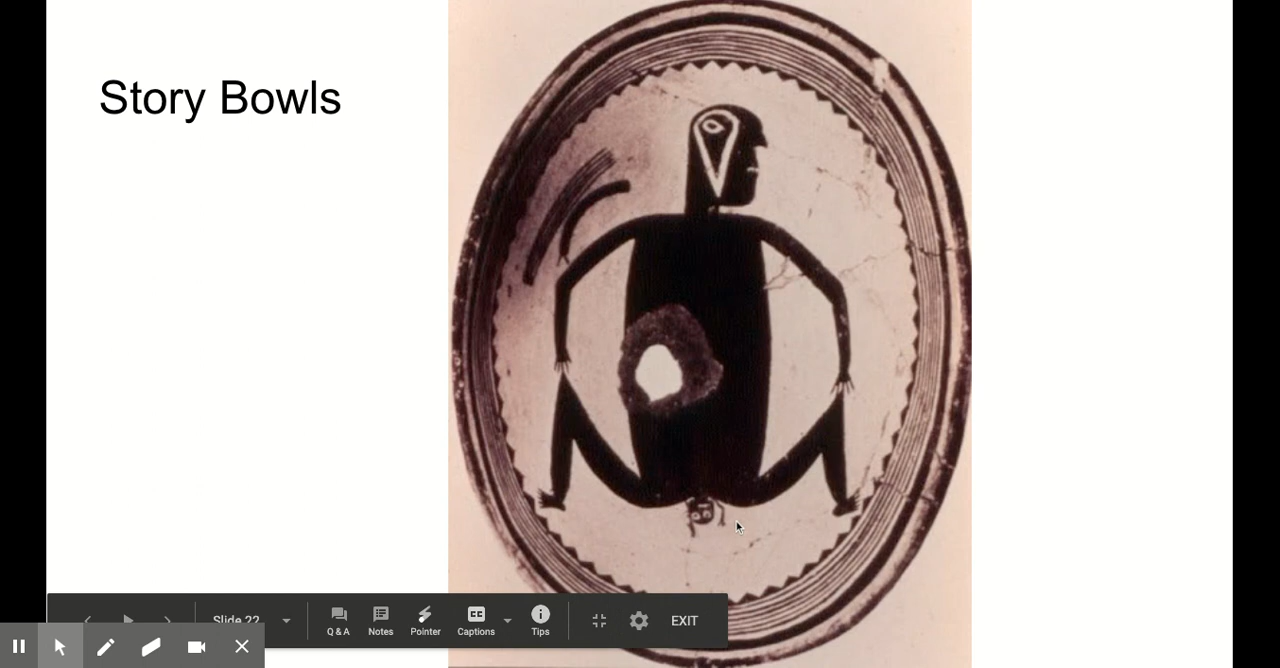 Story Bowls
Slide 22
Q & A
Notes
Pointer
Captions
Tips
EXIT